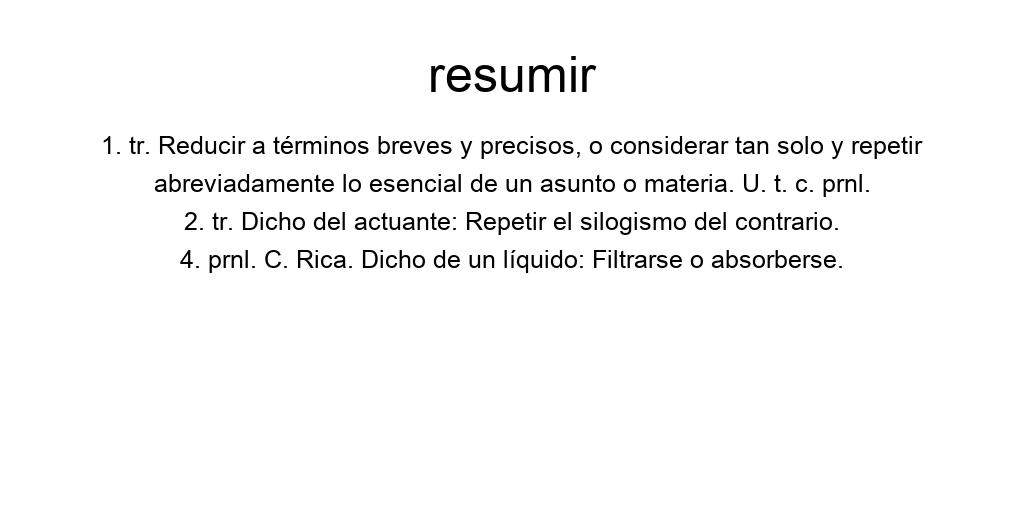 resumir
1. tr. Reducir a términos breves y precisos, o considerar tan solo y repetir
abreviadamente lo esencial de un asunto o materia. U. t. c. prnl.
2. tr. Dicho del actuante: Repetir el silogismo del contrario.
4. prnl. C. Rica. Dicho de un líquido: Filtrarse o absorberse.